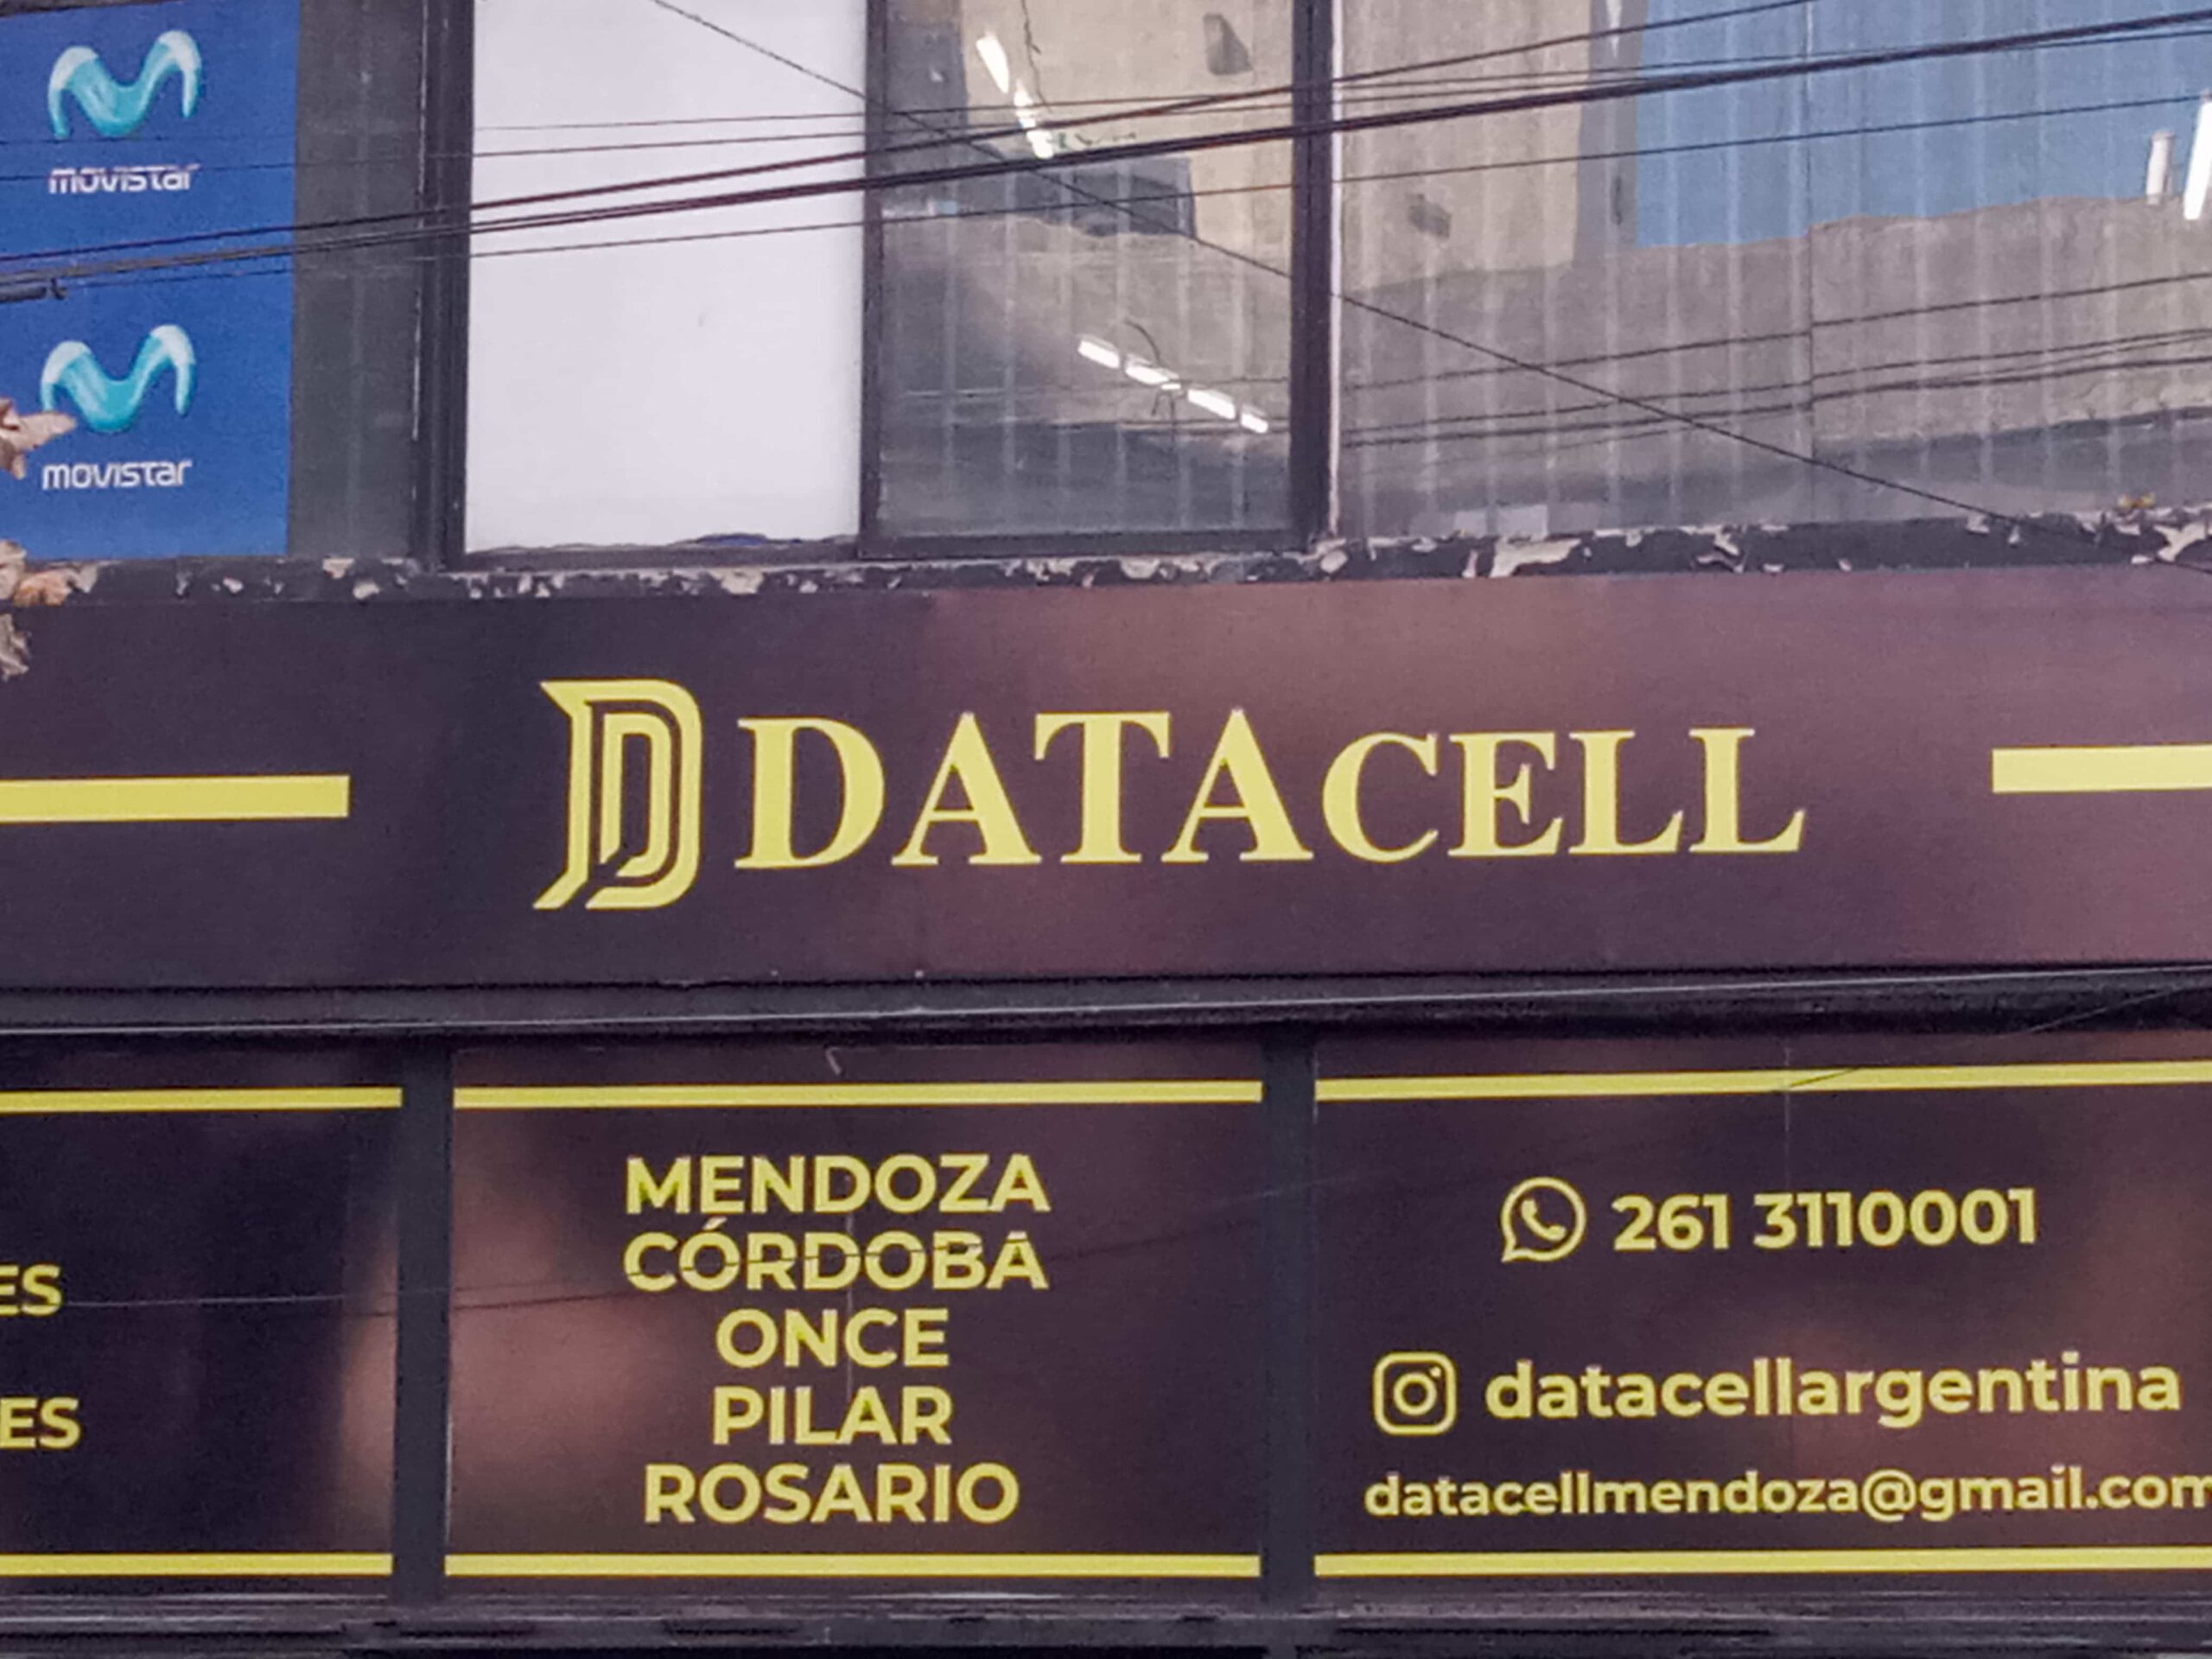 movistar
movistar
DATACELL
ES
ES
MENDOZA
CÓRDOBA
ONCE
PILAR
ROSARIO
261 3110001
datacellargentina
datacellmendoza@gmail.com